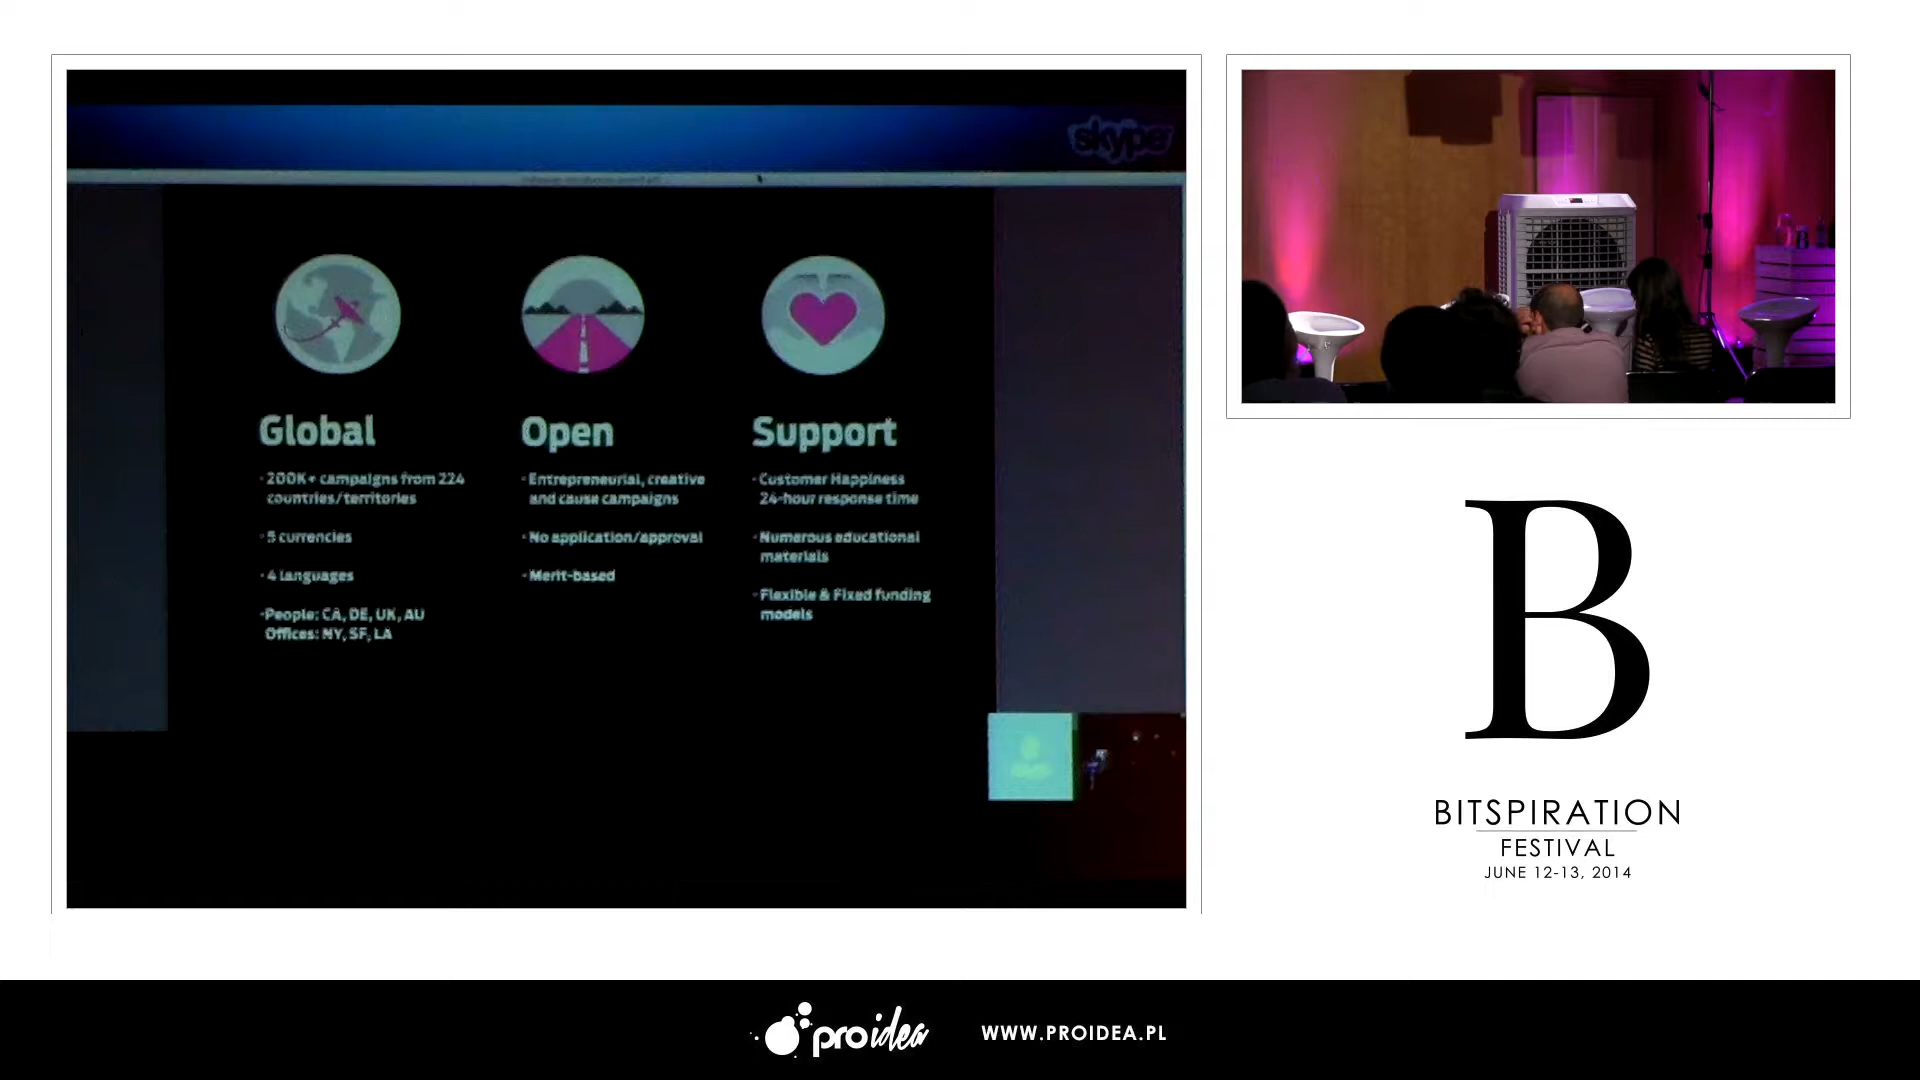 skype
Global
• 200K+ campaigns from 224
countries/territories
• 5 currencies
• 4 languages
•People: CA, DE, UK, AU
Offices: NY, SF, LA
Open
• Entrepreneurial, creative
and cause campaigns
• No application/approval
• Merit-based
Support
• Customer Happiness
24-hour response time
• Numerous educational
materials
• Flexible & Fixed funding
models
B
BITSPIRATION
FESTIVAL
JUNE 12-13, 2014
proidea
WWW.PROIDEA.PL